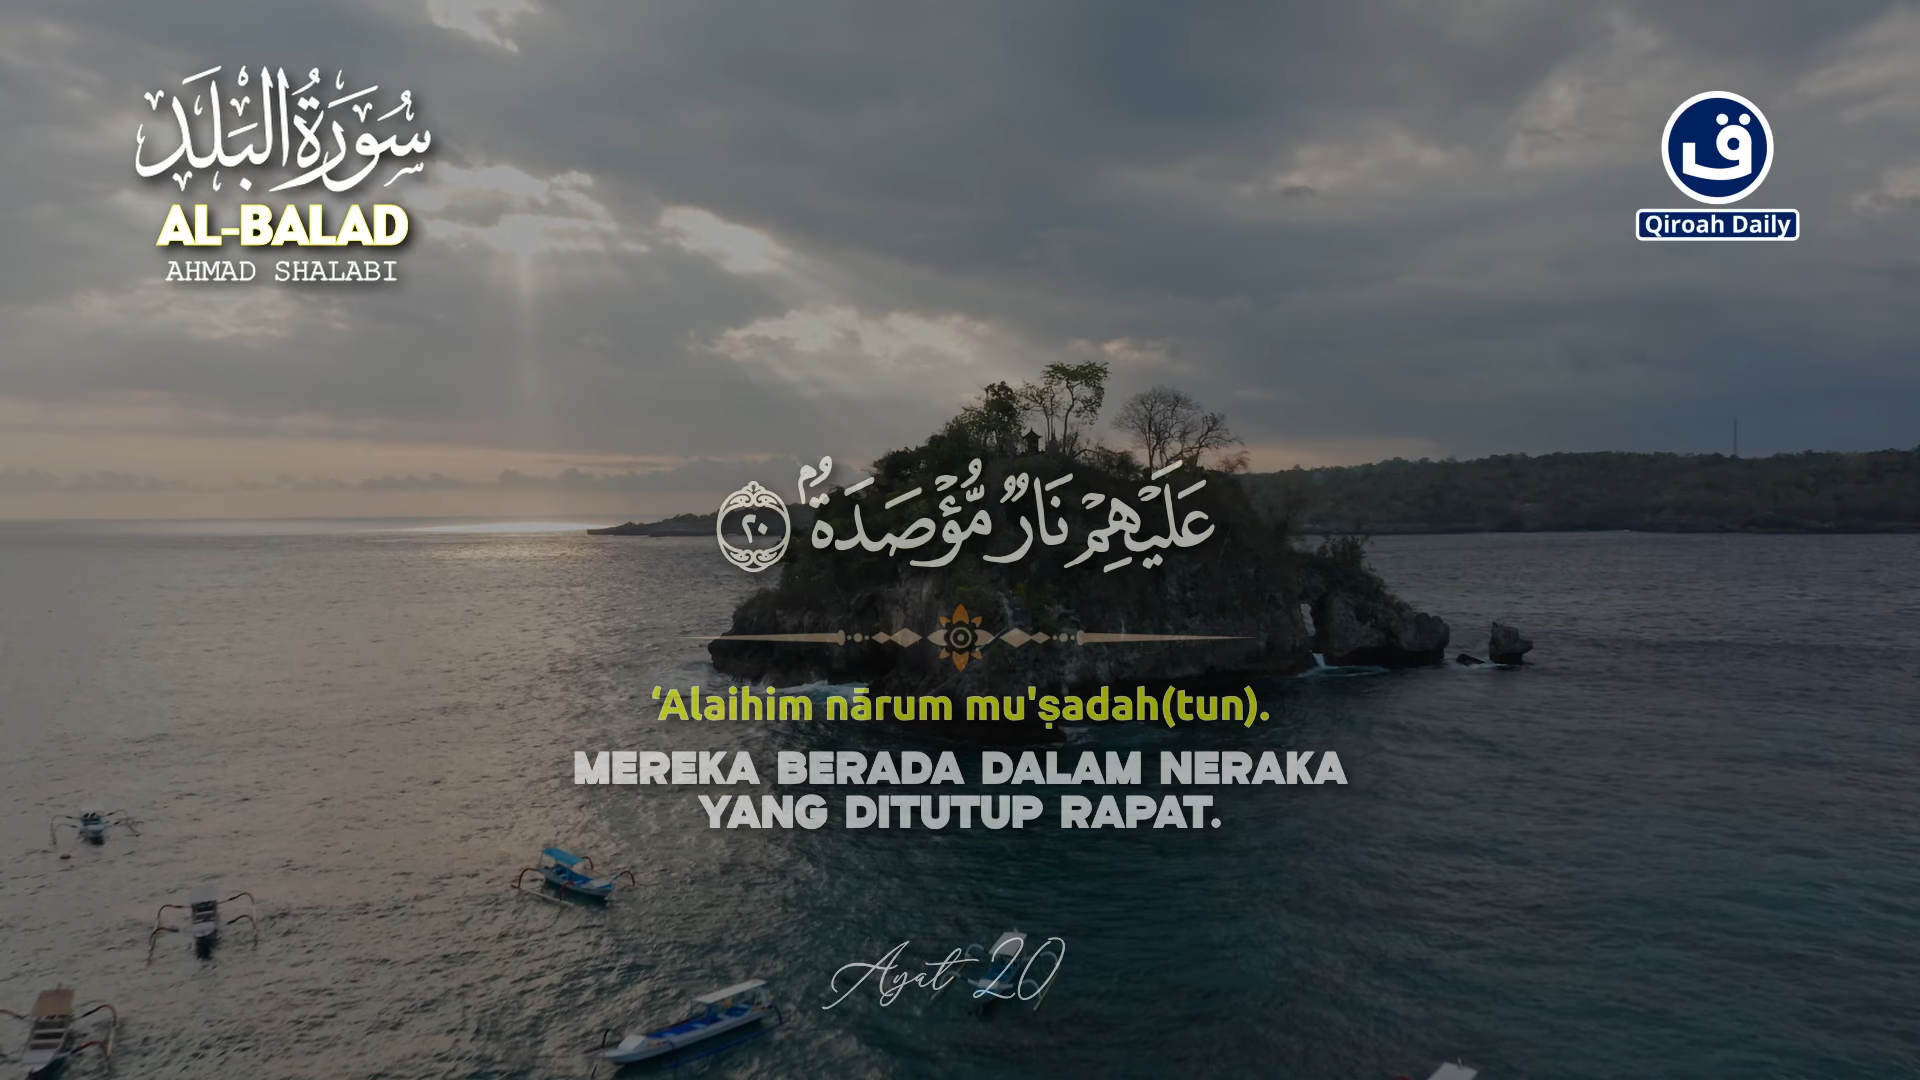 سُورَةُ الْبَلَدِ
AL-BALAD
AHMAD SHALABI
ق
Qiroah Daily
عَلَيْهِمْ نَارٌ مُّؤْصَدَةٌ ۝٢٠
‘Alaihim nārum mu'ṣadah(tun).
MEREKA BERADA DALAM NERAKA
YANG DITUTUP RAPAT.
Ayat 20